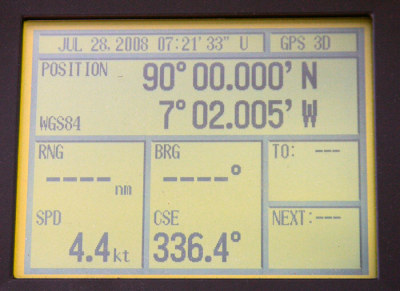 JUL 28.2008 07:21'33" U GPS 3D
POSITION 90°00.000' N
WGS84 7°02.005' W
RNG BRG TO: ---
----nm ----°
SPD CSE NEXT:---
4.4kt 336.4°